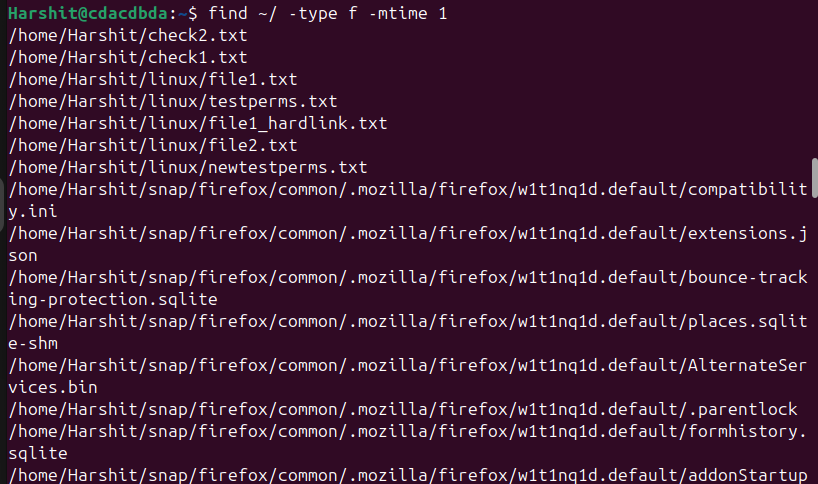 Harshit@cdacdbda:~$ find ~/ -type f -mtime 1
/home/Harshit/check2.txt
/home/Harshit/check1.txt
/home/Harshit/linux/file1.txt
/home/Harshit/linux/testperms.txt
/home/Harshit/linux/file1_hardlink.txt
/home/Harshit/linux/file2.txt
/home/Harshit/linux/newtestperms.txt
/home/Harshit/snap/firefox/common/.mozilla/firefox/w1t1nq1d.default/compatibilit
y.ini
/home/Harshit/snap/firefox/common/.mozilla/firefox/w1t1nq1d.default/extensions.j
son
/home/Harshit/snap/firefox/common/.mozilla/firefox/w1t1nq1d.default/bounce-track
ing-protection.sqlite
/home/Harshit/snap/firefox/common/.mozilla/firefox/w1t1nq1d.default/places.sqlit
e-shm
/home/Harshit/snap/firefox/common/.mozilla/firefox/w1t1nq1d.default/AlternateSer
vices.bin
/home/Harshit/snap/firefox/common/.mozilla/firefox/w1t1nq1d.default/.parentlock
/home/Harshit/snap/firefox/common/.mozilla/firefox/w1t1nq1d.default/formhistory.
sqlite
/home/Harshit/snap/firefox/common/.mozilla/firefox/w1t1nq1d.default/addonStartup